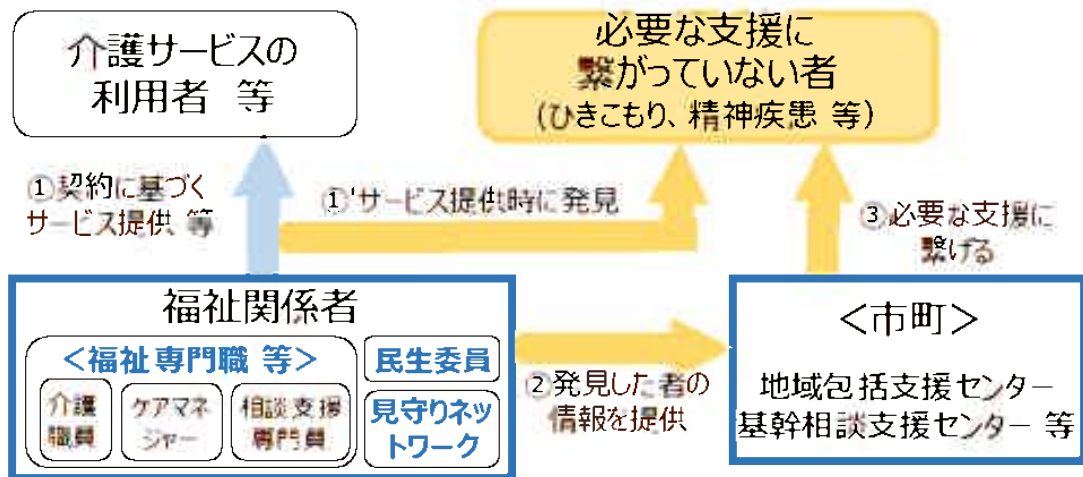 介護サービスの
利用者 等
必要な支援に
繋がっていない者
(ひきこもり、精神疾患 等)
①契約に基づく
サービス提供 等
①'サービス提供時に発見
③必要な支援に
繋げる
福祉関係者
＜福祉専門職 等＞
介護
職員
ケアマネ
ジャー
相談支援
専門員
民生委員
見守りネッ
トワーク
②発見した者の
情報を提供
＜市町＞
地域包括支援センター
基幹相談支援センター 等